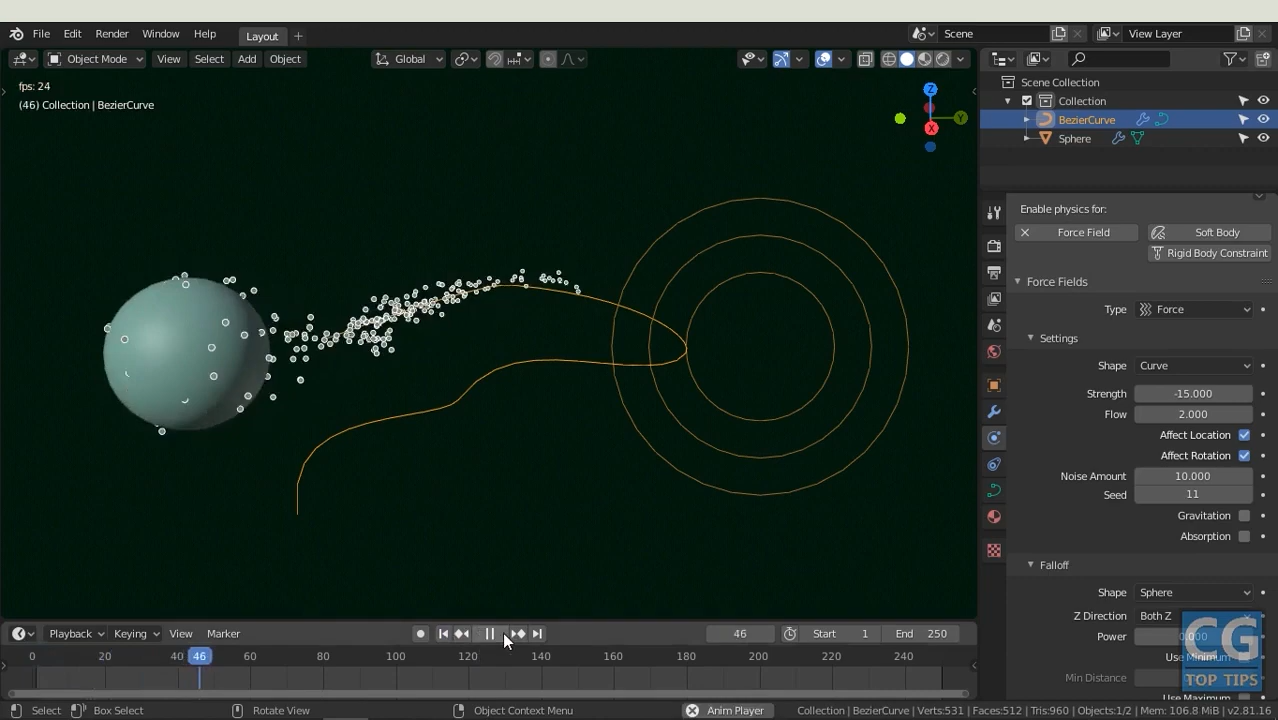 File Edit Render Window Help Layout + Scene View Layer
Object Mode View Select Add Object Global
fps: 24
(46) Collection | BezierCurve
Z
Y
X
Scene Collection
Collection
BezierCurve
Sphere
Enable physics for:
Force Field Soft Body
Rigid Body Constraint
Force Fields
Type Force
Settings
Shape Curve
Strength -15.000
Flow 2.000
Affect Location
Affect Rotation
Noise Amount 10.000
Seed 11
Gravitation
Absorption
Falloff
Shape Sphere
Z Direction Both Z
Power 0.000
Use Minimum
Min Distance
Use Maximum
CG
TOP TIPS
Playback Keying View Marker 46 Start 1 End 250
0 20 40 46 60 80 100 120 140 160 180 200 220 240
Select Box Select Rotate View Object Context Menu Anim Player Collection | BezierCurve | Verts:531 | Faces:512 | Tris:960 | Objects:1/2 | Mem: 106.8 MiB | v2.81.16